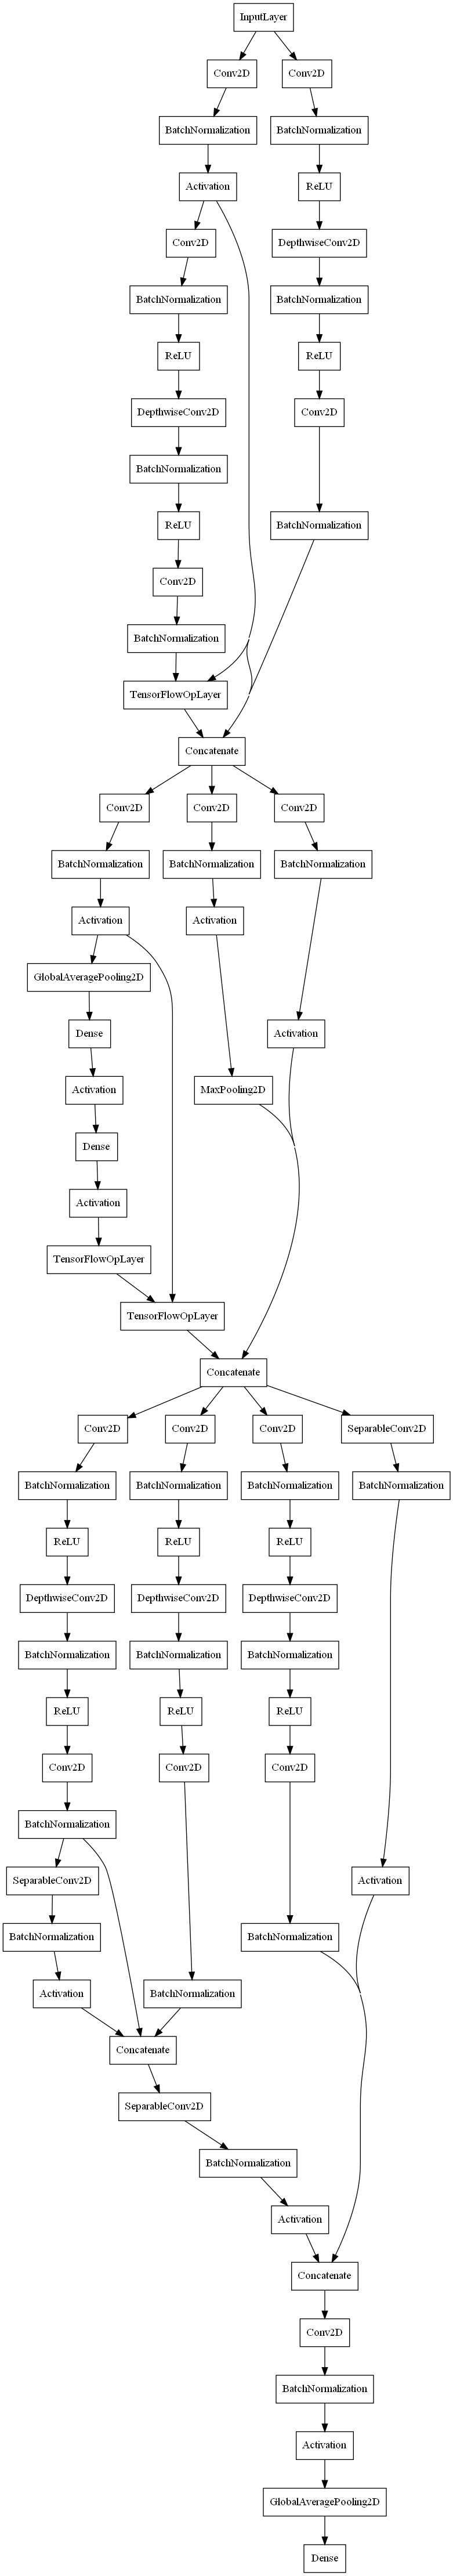 InputLayer
Conv2D
Conv2D
BatchNormalization
BatchNormalization
Activation
ReLU
Conv2D
DepthwiseConv2D
BatchNormalization
BatchNormalization
ReLU
ReLU
DepthwiseConv2D
Conv2D
BatchNormalization
ReLU
BatchNormalization
Conv2D
BatchNormalization
TensorFlowOpLayer
Concatenate
Conv2D
Conv2D
Conv2D
BatchNormalization
BatchNormalization
BatchNormalization
Activation
Activation
GlobalAveragePooling2D
Dense
Activation
Activation
MaxPooling2D
Dense
Activation
TensorFlowOpLayer
TensorFlowOpLayer
Concatenate
Conv2D
Conv2D
Conv2D
SeparableConv2D
BatchNormalization
BatchNormalization
BatchNormalization
BatchNormalization
ReLU
ReLU
ReLU
DepthwiseConv2D
DepthwiseConv2D
DepthwiseConv2D
BatchNormalization
BatchNormalization
BatchNormalization
ReLU
ReLU
ReLU
Conv2D
Conv2D
Conv2D
BatchNormalization
SeparableConv2D
Activation
BatchNormalization
BatchNormalization
Activation
BatchNormalization
Concatenate
SeparableConv2D
BatchNormalization
Activation
Concatenate
Conv2D
BatchNormalization
Activation
GlobalAveragePooling2D
Dense